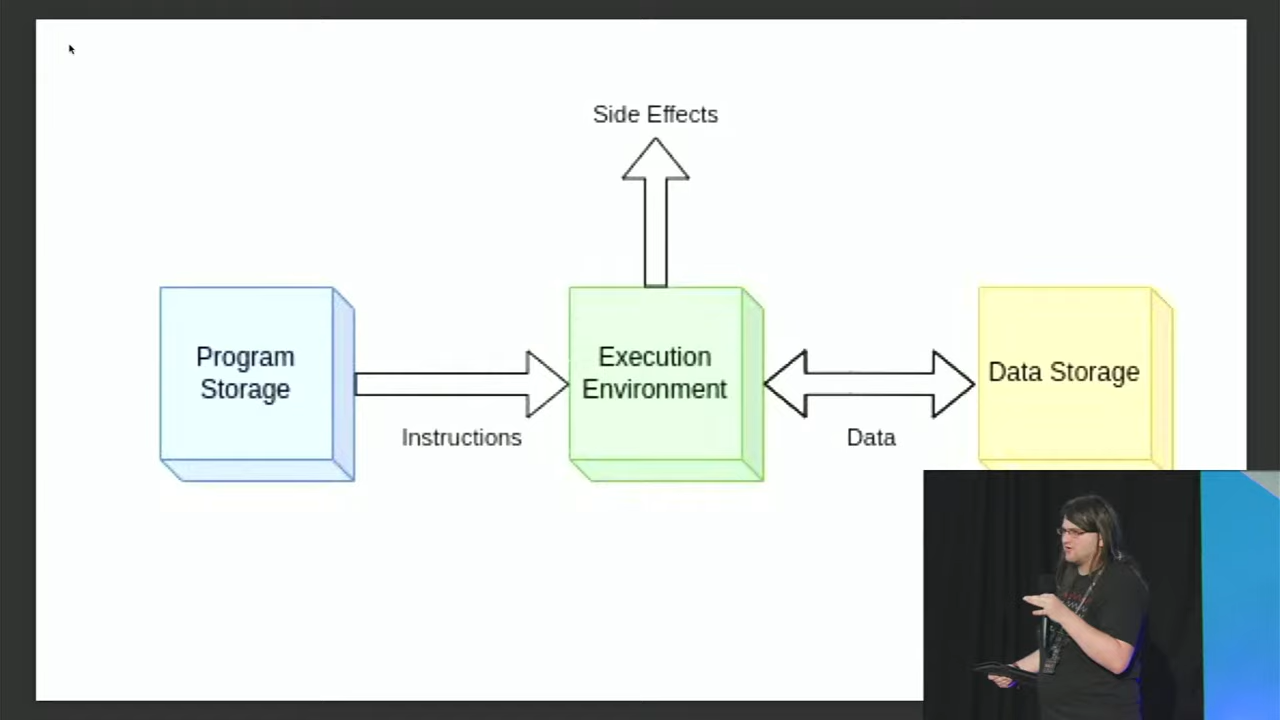 Side Effects
Program
Storage
Execution
Environment
Data Storage
Instructions
Data